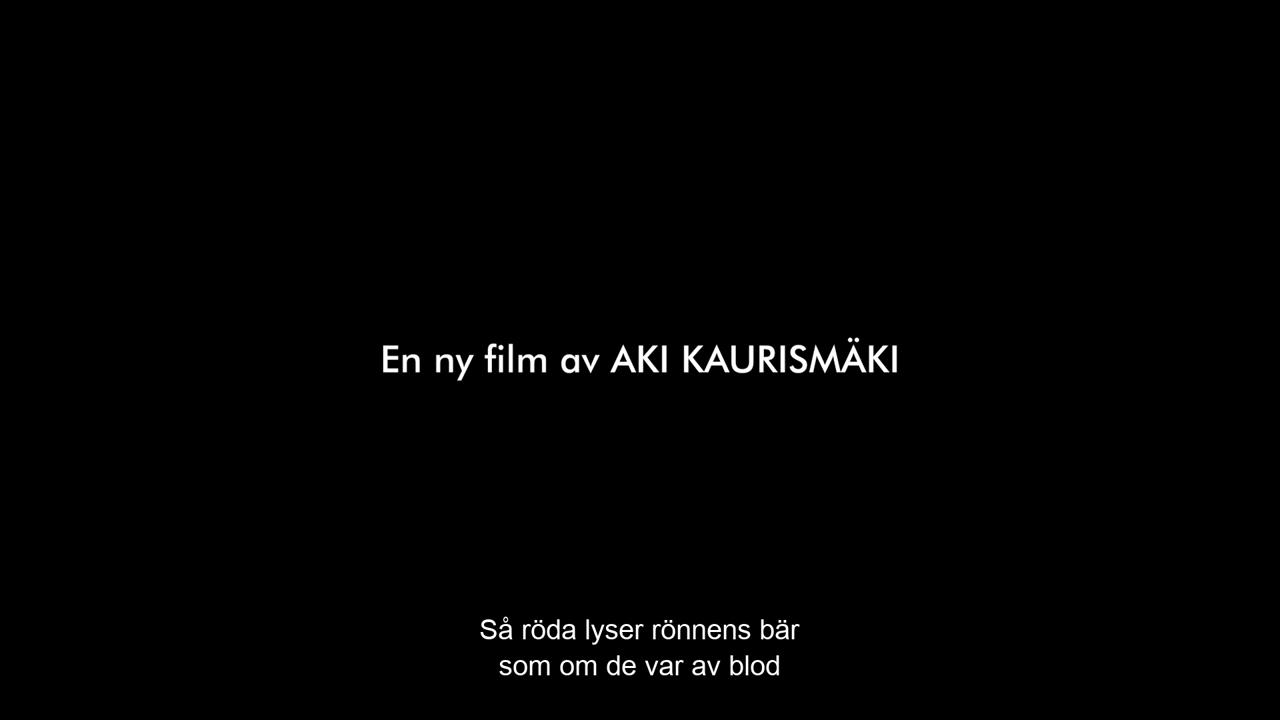 En ny film av AKI KAURISMÄKI
Så röda lyser rönnens bär
som om de var av blod